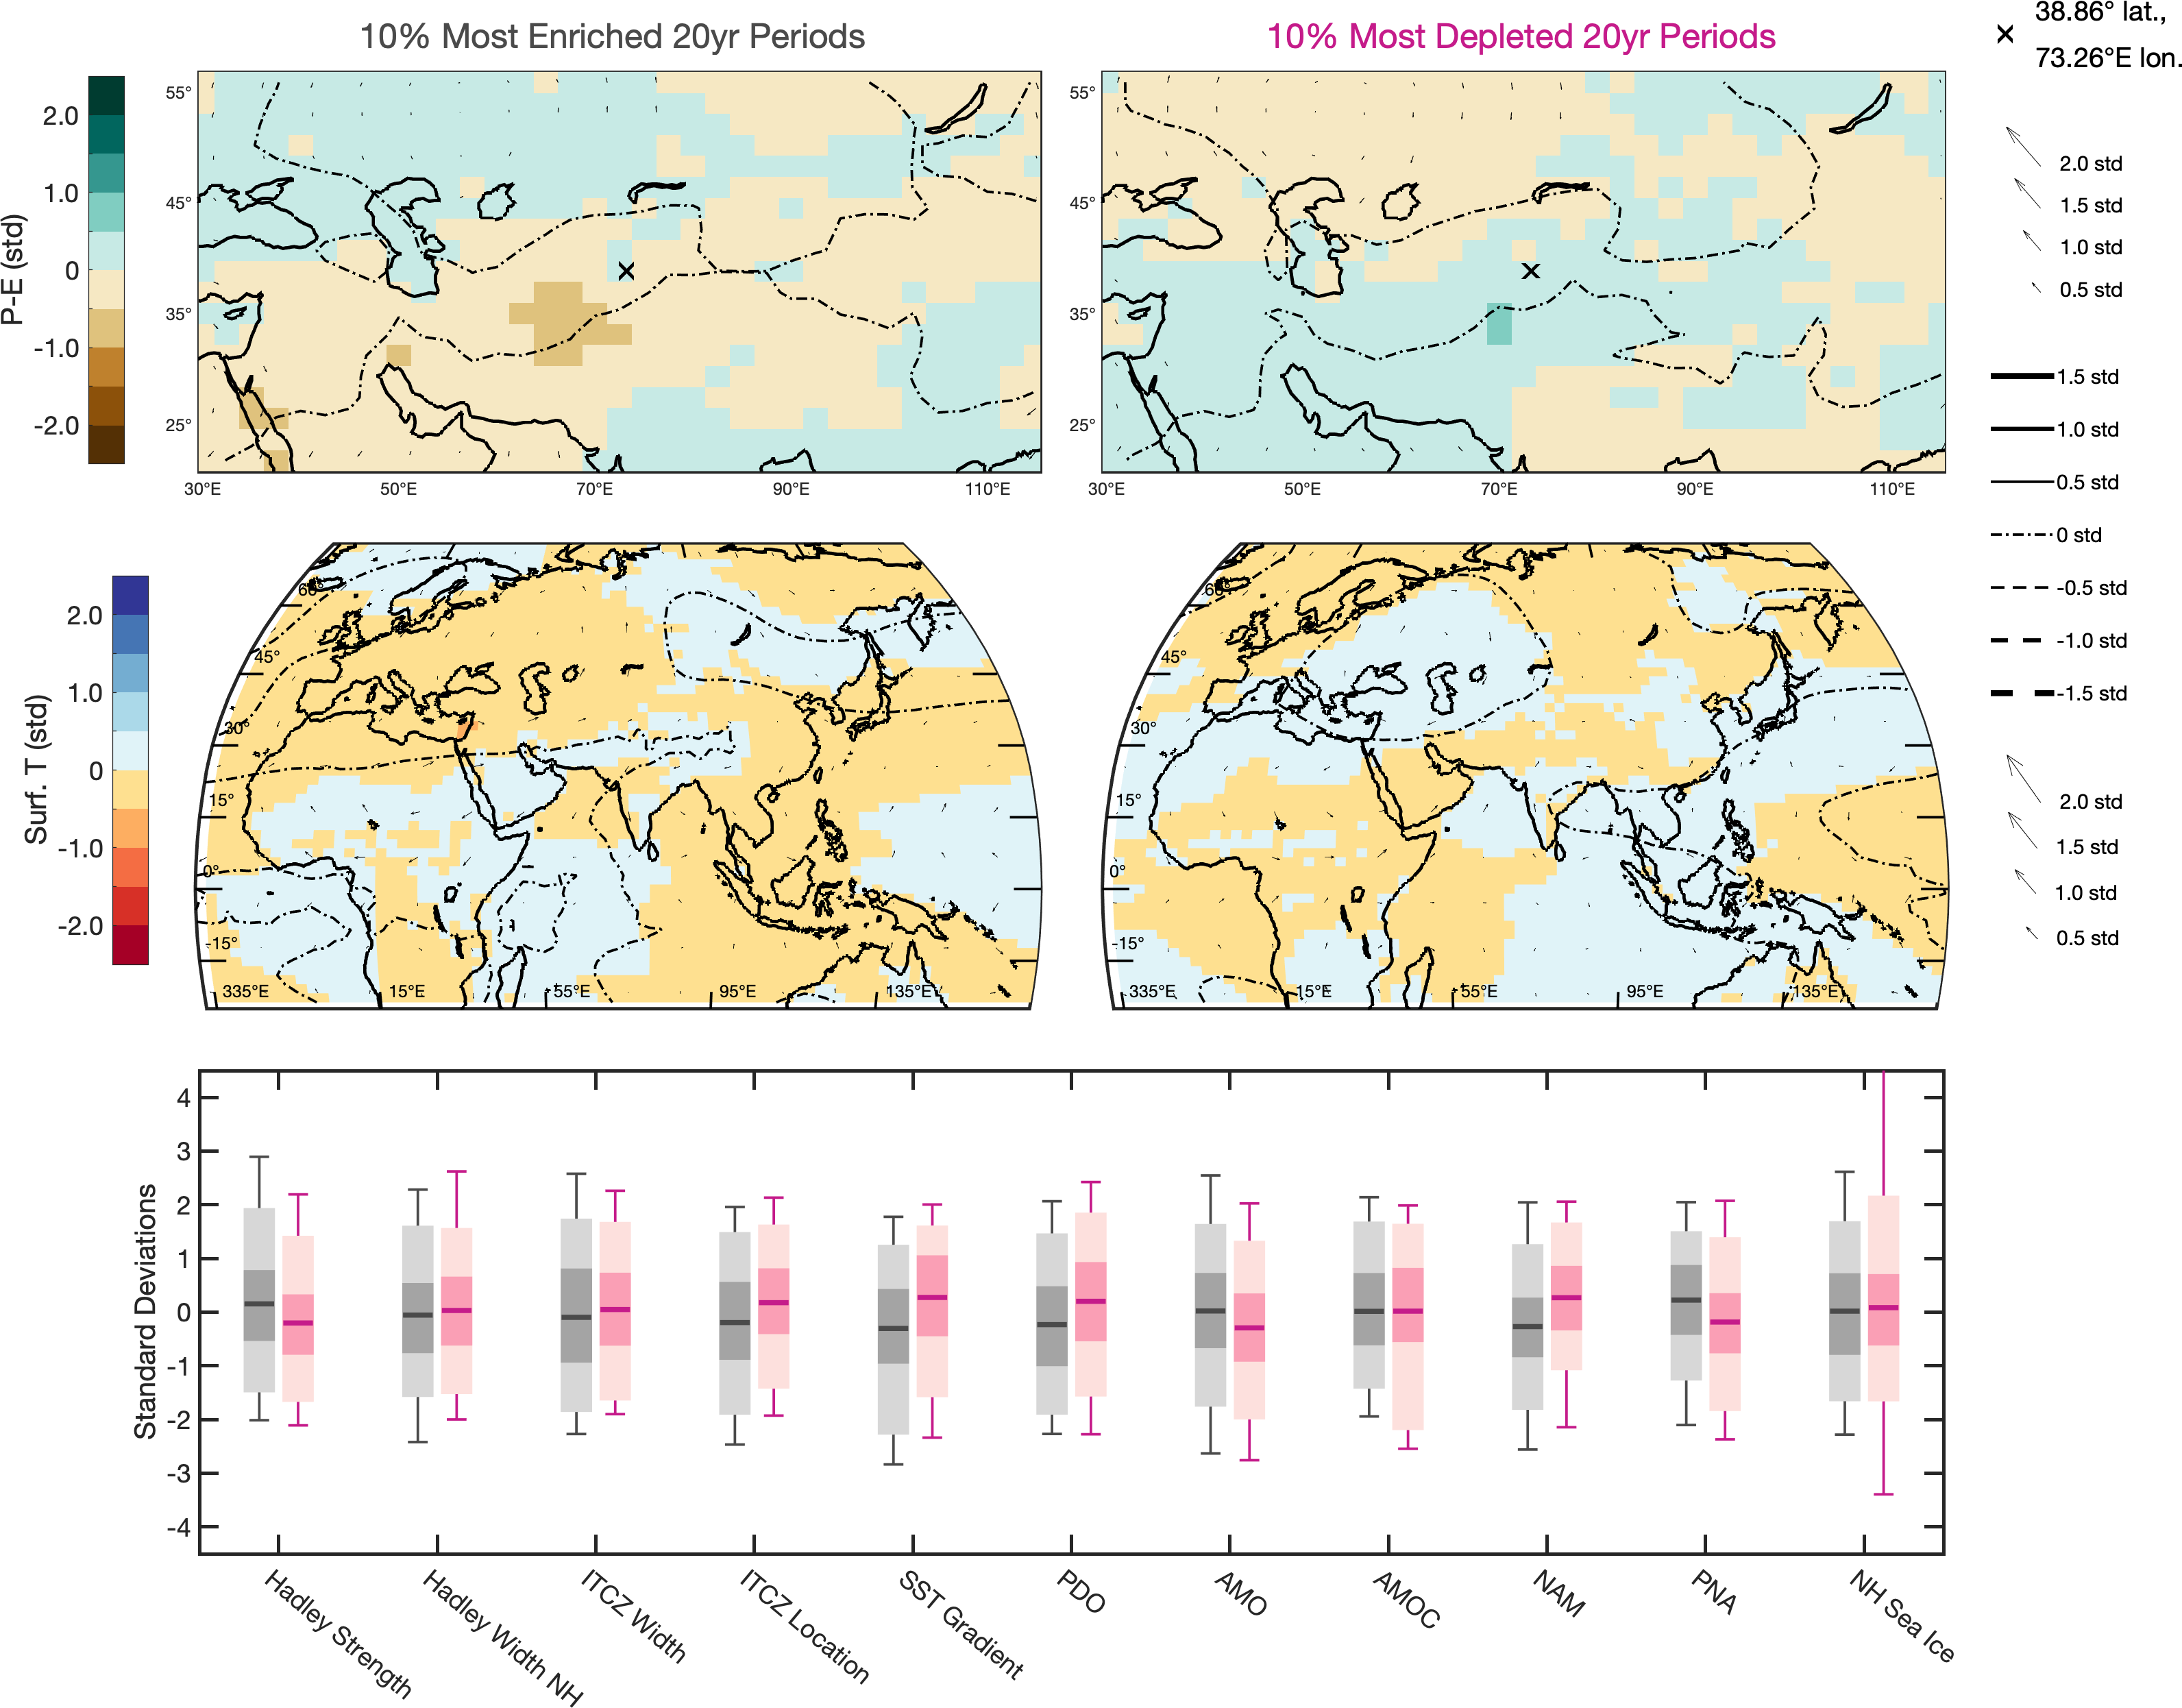 10% Most Enriched 20yr Periods
10% Most Depleted 20yr Periods
38.86° lat.,
73.26°E lon.
P-E (std)
2.0
1.0
0
-1.0
-2.0
55°
45°
35°
25°
30°E
50°E
70°E
90°E
110°E
55°
45°
35°
25°
30°E
50°E
70°E
90°E
110°E
2.0 std
1.5 std
1.0 std
0.5 std
1.5 std
1.0 std
0.5 std
0 std
-0.5 std
-1.0 std
-1.5 std
2.0 std
1.5 std
1.0 std
0.5 std
Surf. T (std)
2.0
1.0
0
-1.0
-2.0
60°
45°
30°
15°
0°
-15°
335°E
15°E
55°E
95°E
135°E
60°
45°
30°
15°
0°
-15°
335°E
15°E
55°E
95°E
135°E
Standard Deviations
4
3
2
1
0
-1
-2
-3
-4
Hadley Strength
Hadley Width NH
ITCZ Width
ITCZ Location
SST Gradient
PDO
AMO
AMOC
NAM
PNA
NH Sea Ice